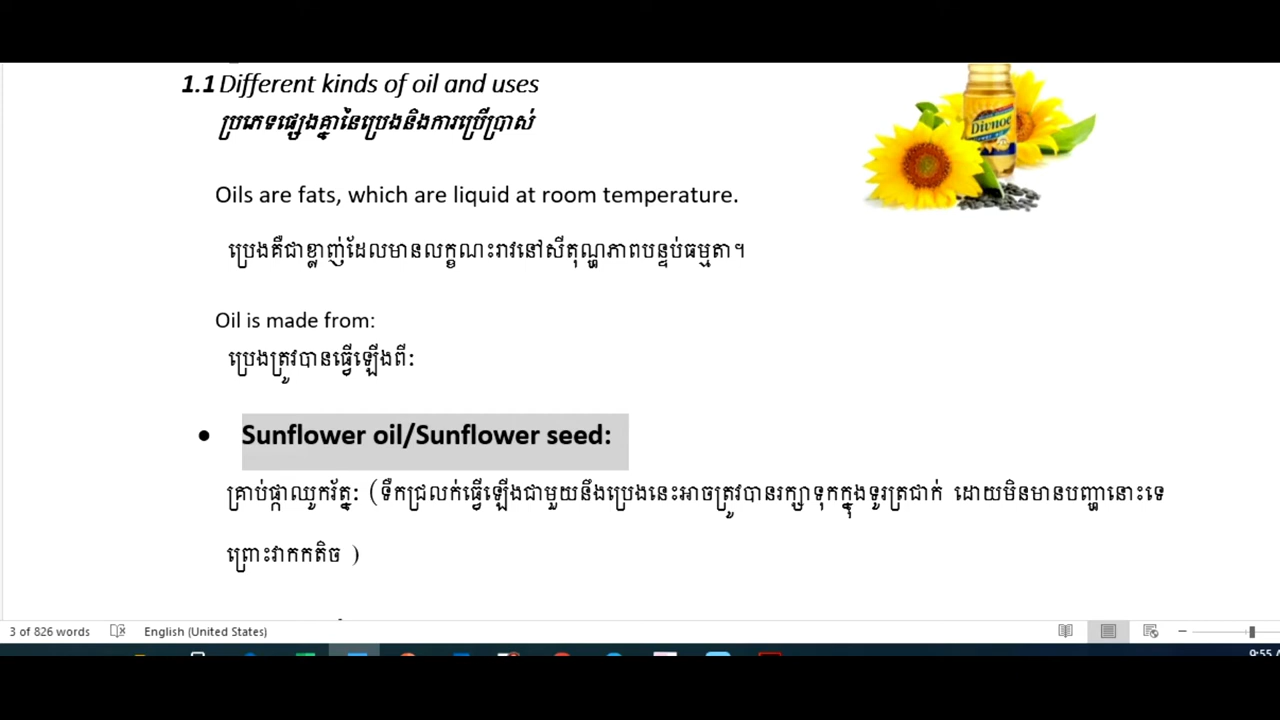 1.1 Different kinds of oil and uses
ប្រភេទផ្សេងគ្នានៃប្រេងនិងការប្រើប្រាស់
Divnoe
Oils are fats, which are liquid at room temperature.
ប្រេងគឺជាខ្លាញ់ដែលមានលក្ខណះរាវនៅសីតុណ្ហភាពបន្ទប់ធម្មតា។
Oil is made from:
ប្រេងត្រូវបានធ្វើឡើងពី:
• Sunflower oil/Sunflower seed:
គ្រាប់ផ្កាឈូករ័ត្ន: (ទឹកជ្រលក់ធ្វើឡើងជាមួយនឹងប្រេងនេះអាចត្រូវបានរក្សាទុកក្នុងទូរត្រជាក់ ដោយមិនមានបញ្ហានោះទេ
ព្រោះវាកកតិច )
3 of 826 words English (United States)
9:55